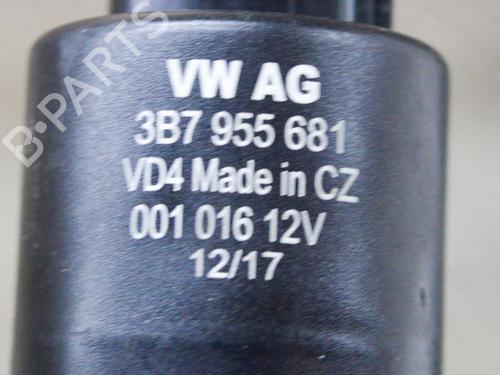 B-PARTS
VW AG
3B7 955 681
VD4 Made in CZ
001 016 12V
12/17